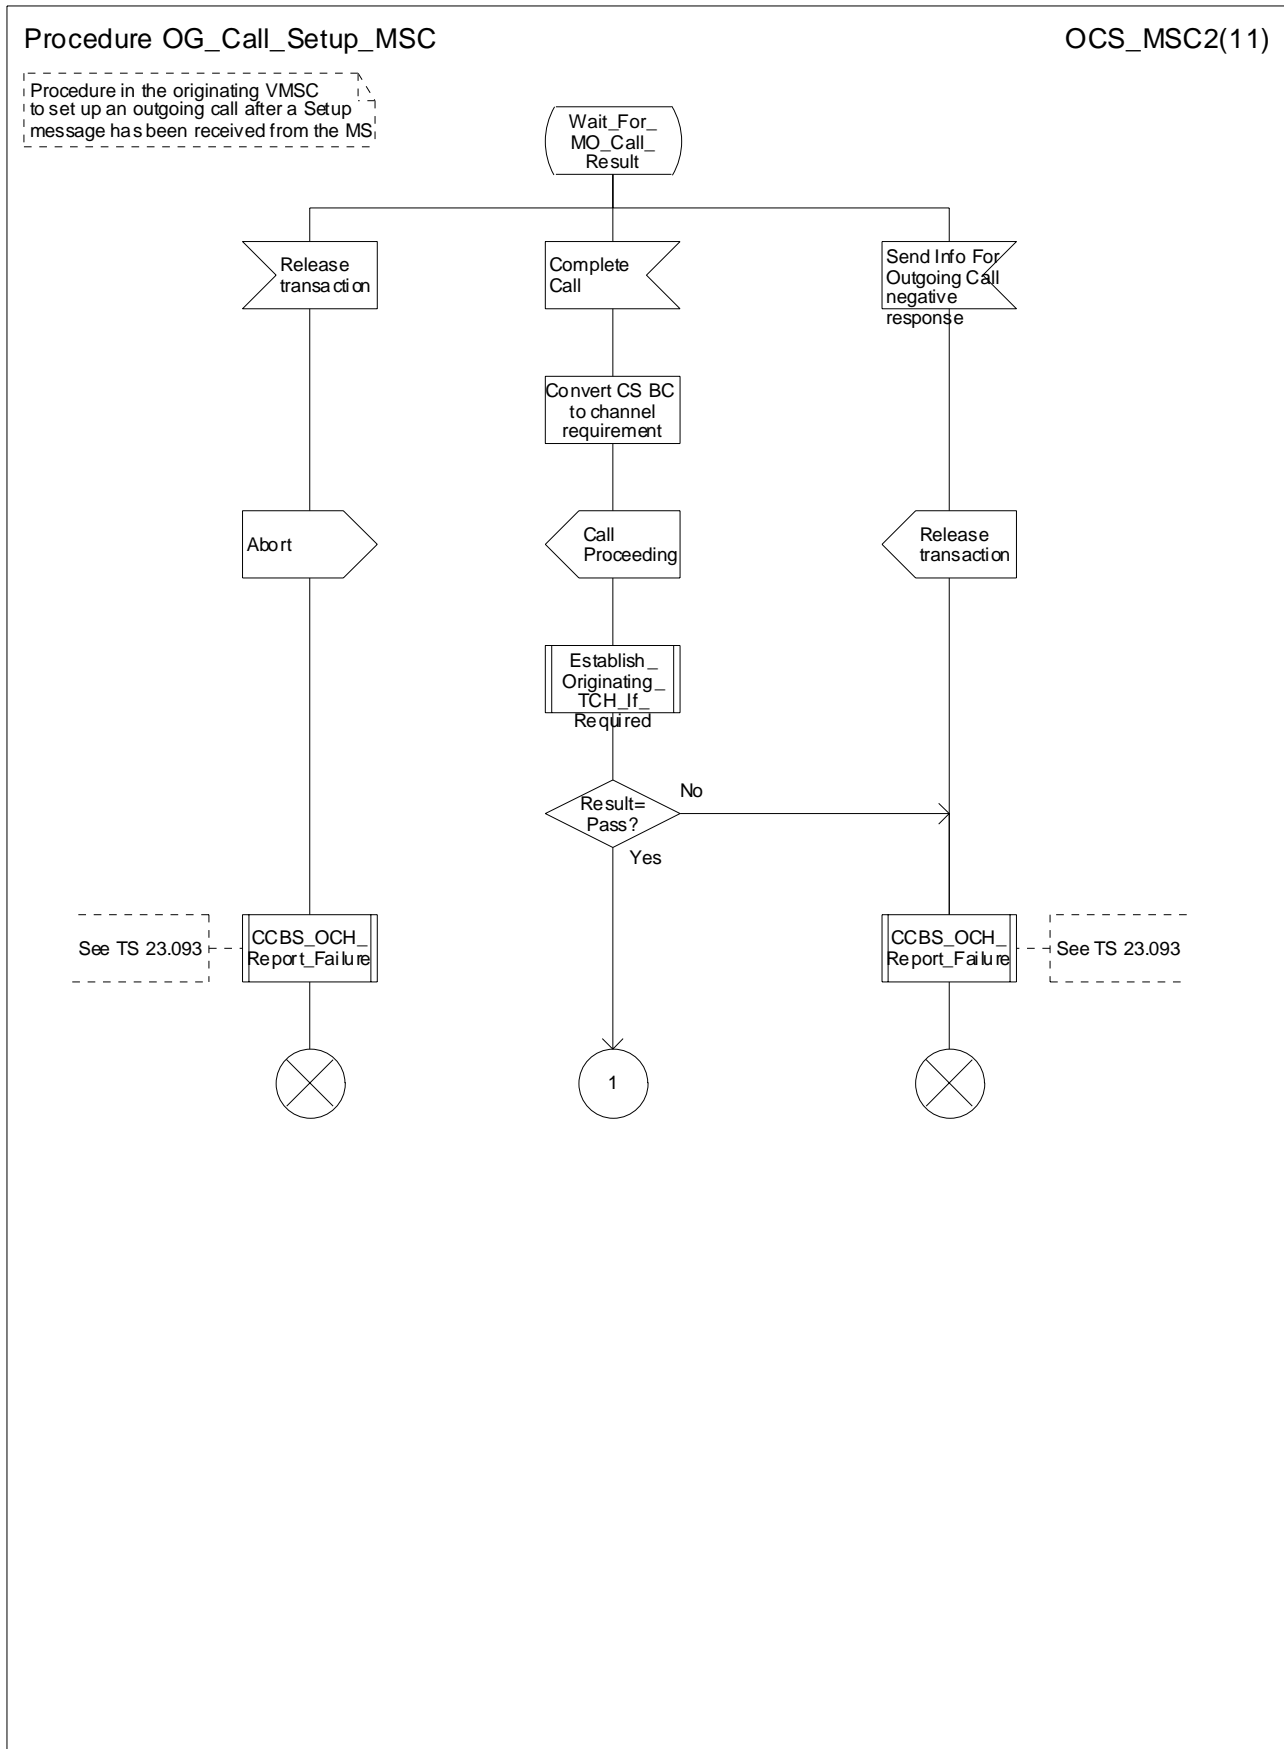 Procedure OG_Call_Setup_MSC
OCS_MSC2(11)
Procedure in the originating VMSC
to set up an outgoing call after a Setup
message has been received from the MS
Wait_For_
MO_Call_
Result
Release
transaction
Complete
Call
Send Info For
Outgoing Call
negative
response
Convert CS BC
to channel
requirement
Abort
Call
Proceeding
Release
transaction
Establish_
Originating_
TCH_If_
Required
Result=
Pass?
No
Yes
See TS 23.093
CCBS_OCH_
Report_Failure
CCBS_OCH_
Report_Failure
See TS 23.093
1